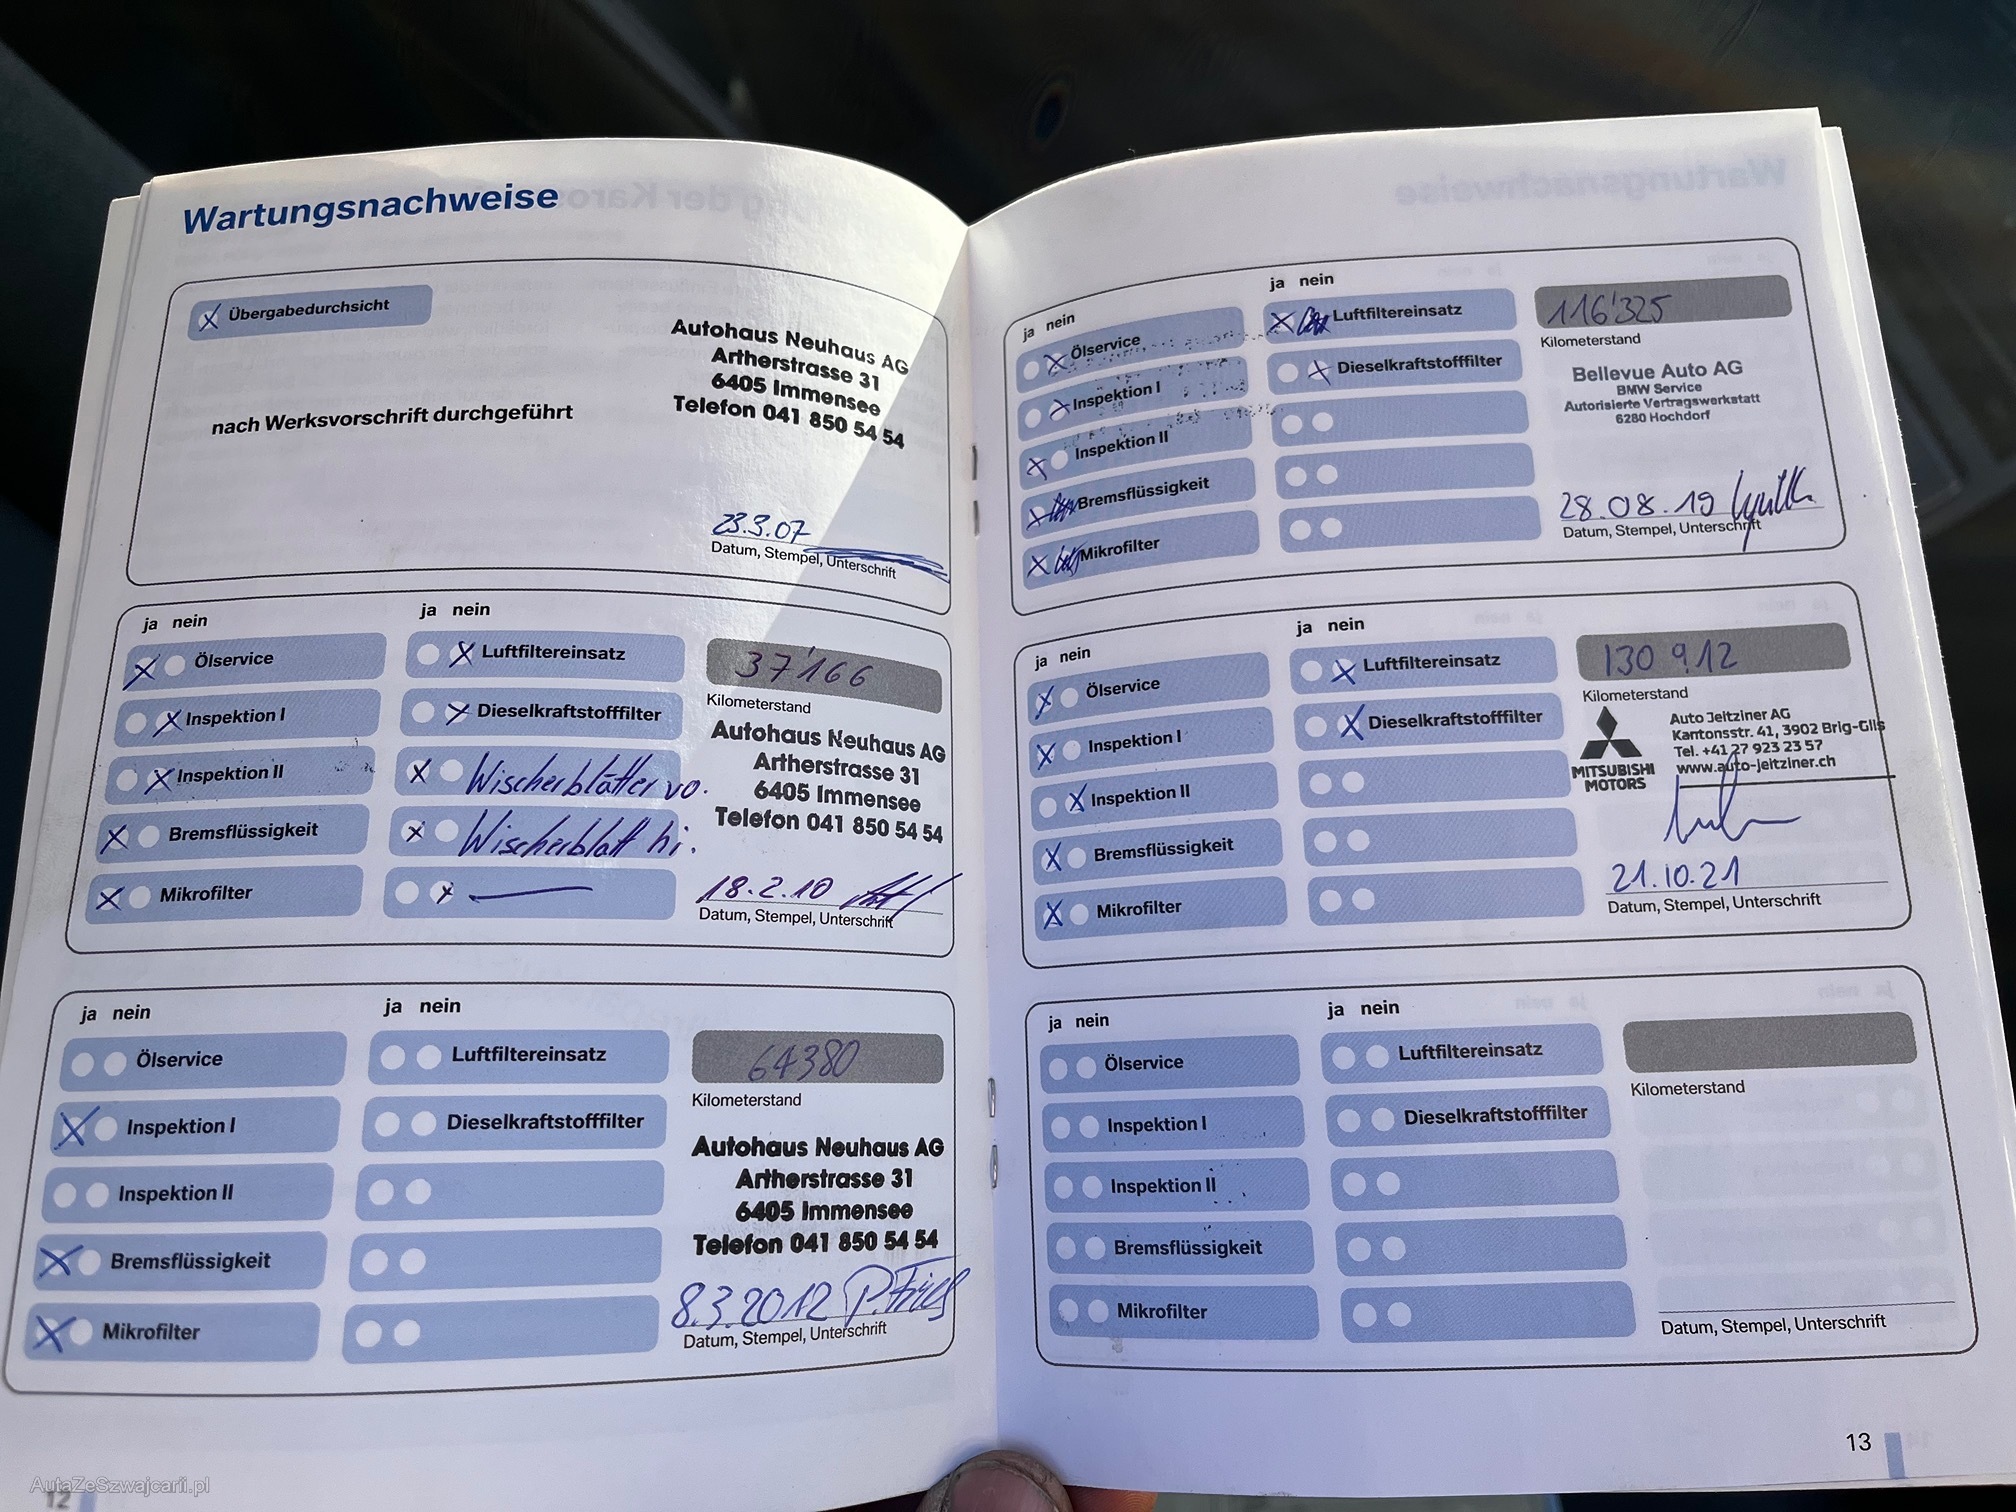 Wartungsnachweise
Übergabedurchsicht
nach Werksvorschrift durchgeführt
Autohaus Neuhaus AG
Artherstrasse 31
6405 Immensee
Telefon 041 850 54 54
23.3.07
Datum, Stempel, Unterschrift
ja nein
ja nein
Ölservice
Luftfiltereinsatz
37'166
Kilometerstand
Inspektion I
Dieselkraftstofffilter
Inspektion II
Wischerblätter vo.
Bremsflüssigkeit
Wischerblatt hi.
Mikrofilter
Autohaus Neuhaus AG
Artherstrasse 31
6405 Immensee
Telefon 041 850 54 54
18.2.10
Datum, Stempel, Unterschrift
ja nein
ja nein
Ölservice
Luftfiltereinsatz
64380
Kilometerstand
Inspektion I
Dieselkraftstofffilter
Inspektion II
Bremsflüssigkeit
Mikrofilter
Autohaus Neuhaus AG
Artherstrasse 31
6405 Immensee
Telefon 041 850 54 54
8.3.2012
Datum, Stempel, Unterschrift
12
ja nein
ja nein
Ölservice
Luftfiltereinsatz
116'325
Kilometerstand
Inspektion I
Dieselkraftstofffilter
Inspektion II
Bremsflüssigkeit
Mikrofilter
Bellevue Auto AG
BMW Service
Autorisierte Vertragswerkstatt
6280 Hochdorf
28.08.19
Datum, Stempel, Unterschrift
ja nein
ja nein
Ölservice
Luftfiltereinsatz
130 912
Kilometerstand
Inspektion I
Dieselkraftstofffilter
Inspektion II
Bremsflüssigkeit
Mikrofilter
MITSUBISHI
MOTORS
Auto Jeitziner AG
Kantonsstr. 41, 3902 Brig-Glis
Tel. +41 27 923 23 57
www.auto-jeitziner.ch
21.10.21
Datum, Stempel, Unterschrift
ja nein
ja nein
Ölservice
Luftfiltereinsatz
Kilometerstand
Inspektion I
Dieselkraftstofffilter
Inspektion II
Bremsflüssigkeit
Mikrofilter
Datum, Stempel, Unterschrift
13
AutaZeSzwajcarii.pl